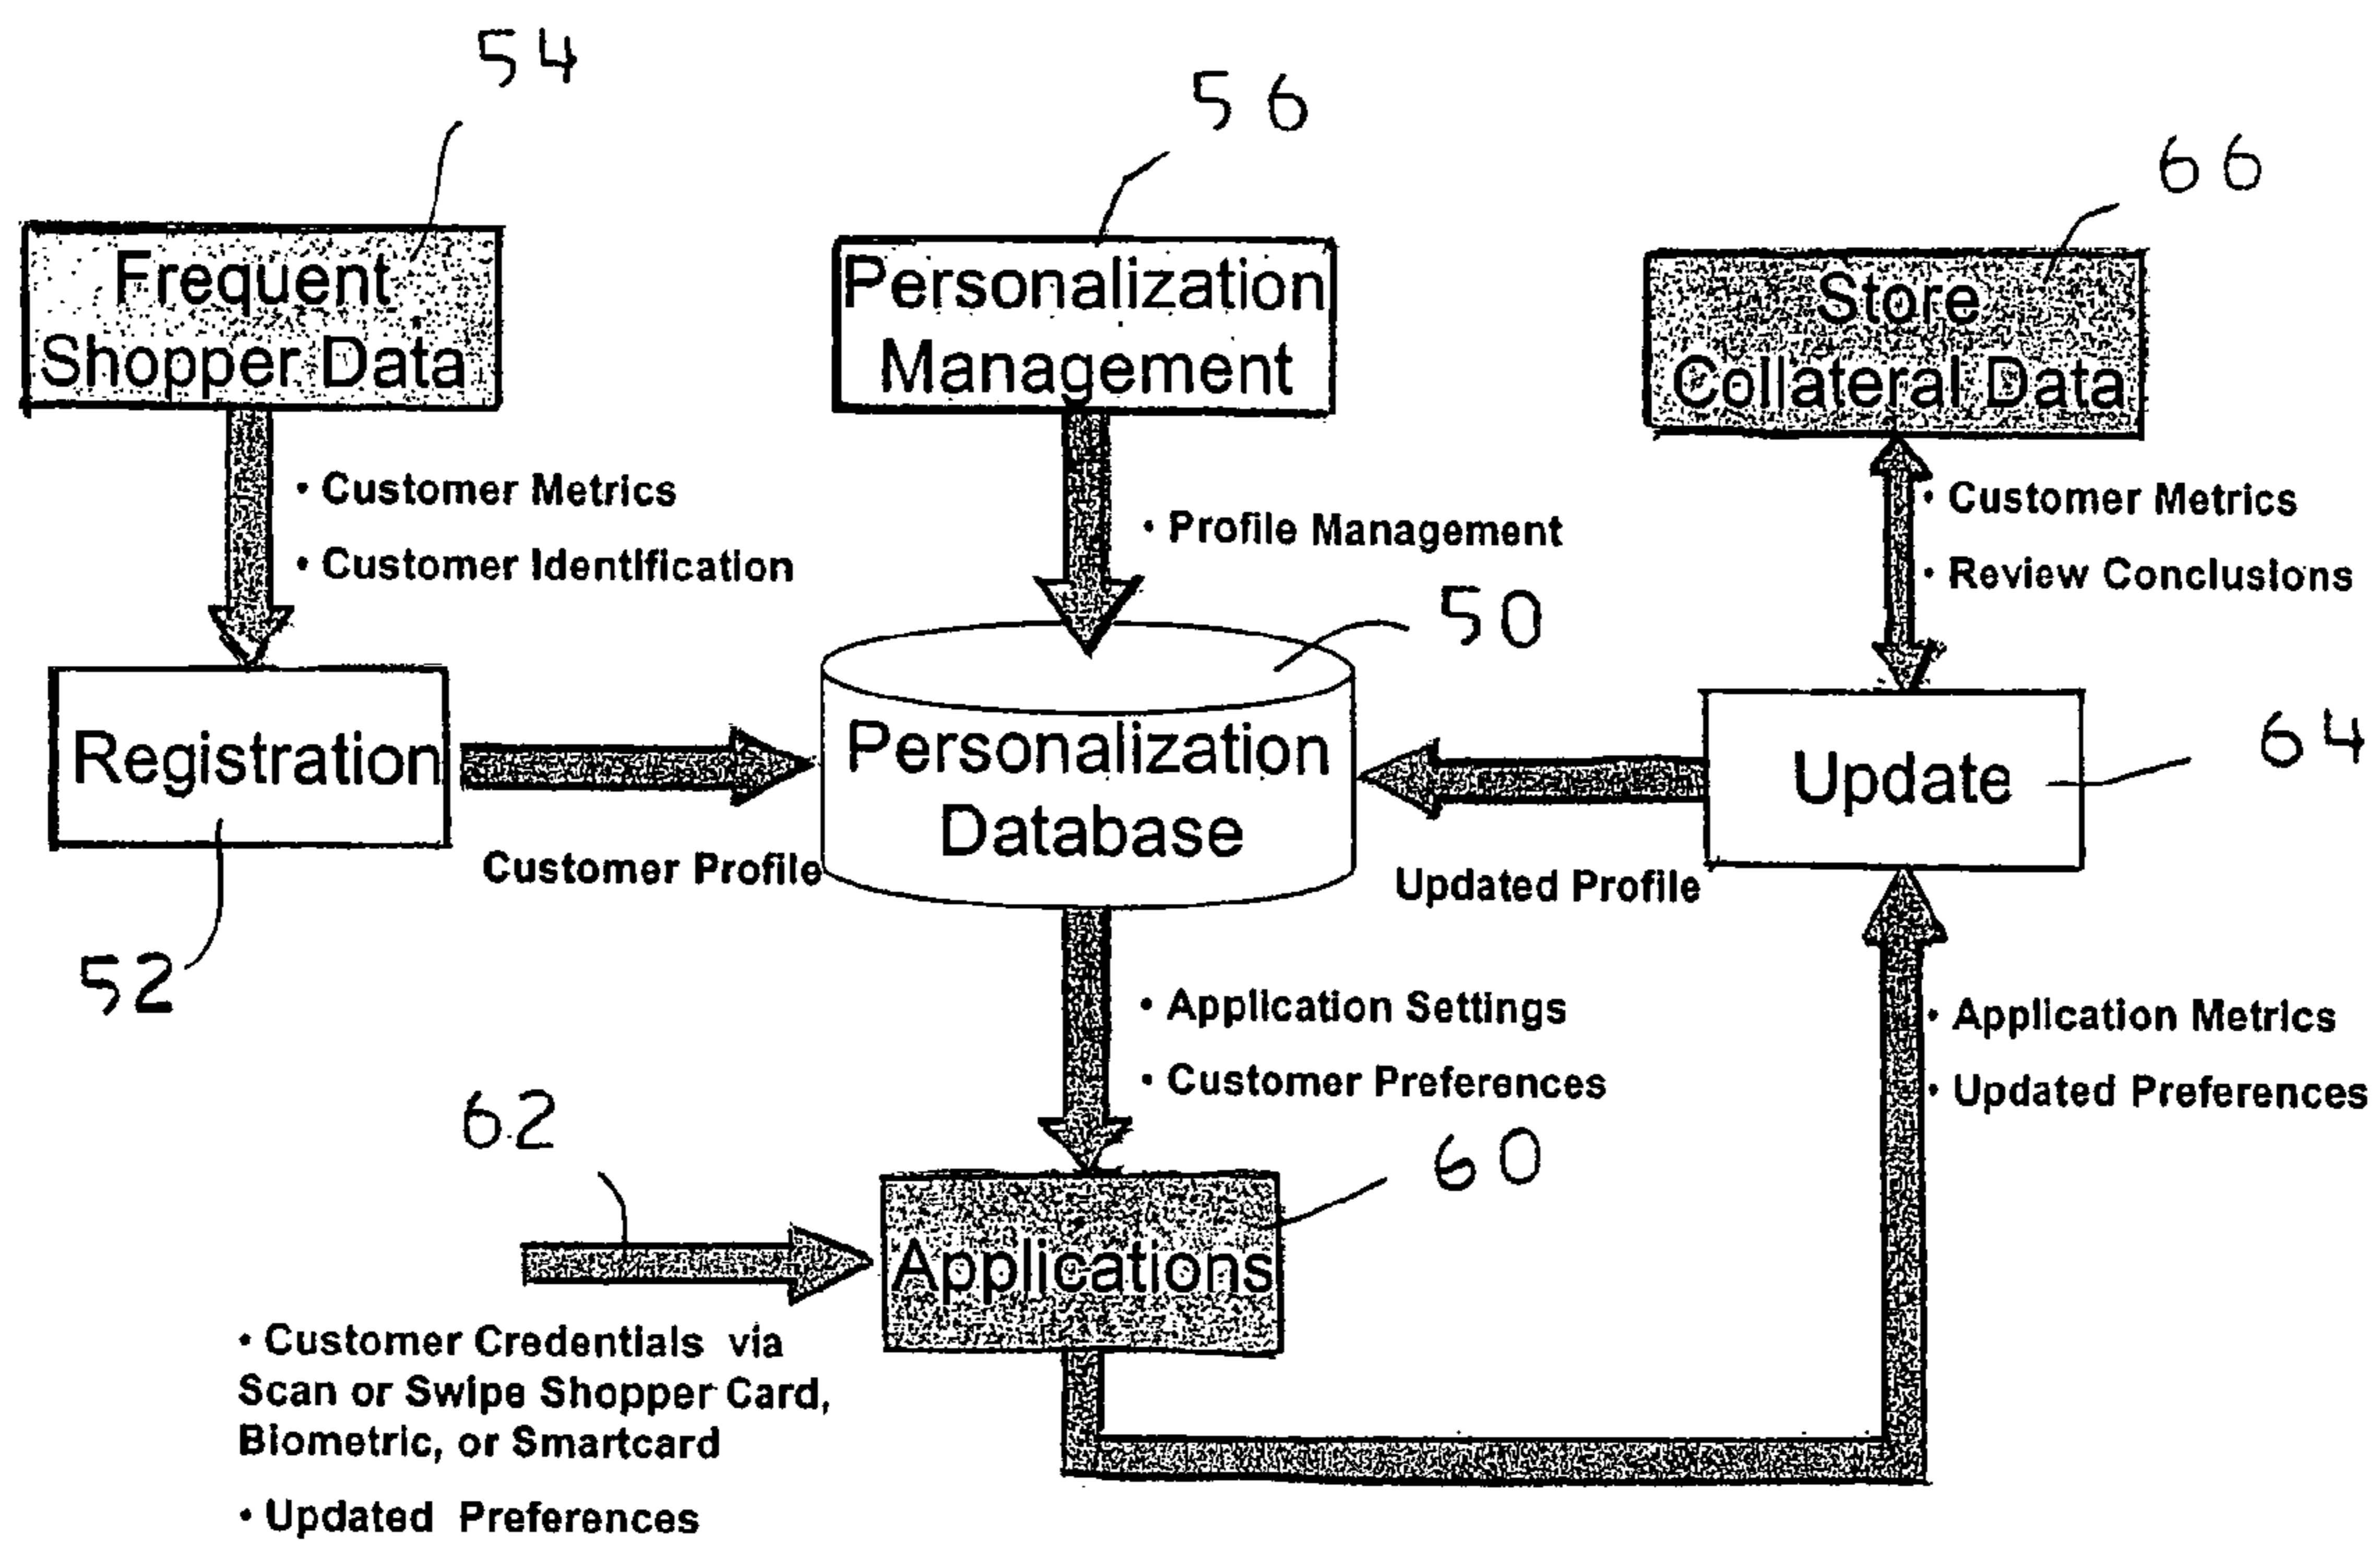 54
56
66
Frequent
Shopper Data
Personalization
Management
Store
Collateral Data
• Customer Metrics
• Customer Identification
• Profile Management
• Customer Metrics
• Review Conclusions
50
Registration
Personalization
Database
Update
64
Customer Profile
Updated Profile
52
• Application Settings
• Customer Preferences
• Application Metrics
• Updated Preferences
62
60
Applications
• Customer Credentials via
Scan or Swipe Shopper Card,
Biometric, or Smartcard
• Updated Preferences